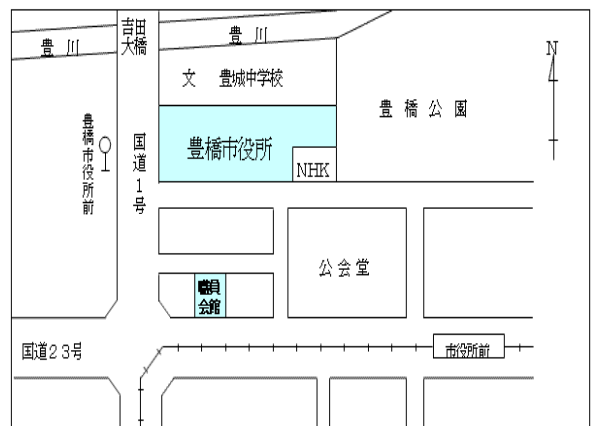 吉田
大橋
豊川
豊川
N
文 豊城中学校
豊橋公園
豊橋市役所前
国道1号
豊橋市役所
NHK
公会堂
職員
会館
国道23号
市役所前